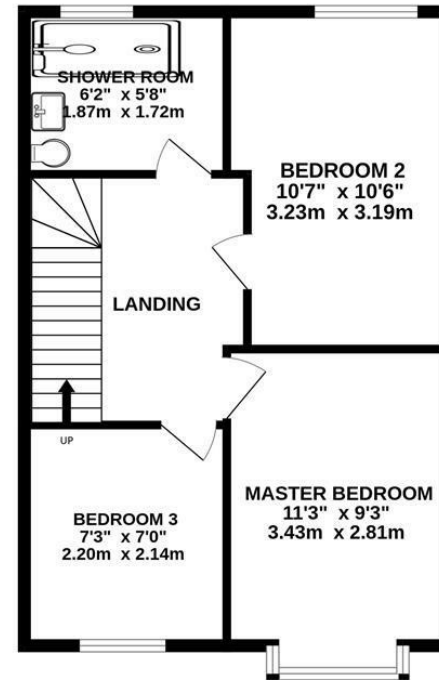 SHOWER ROOM
6'2" x 5'8"
1.87m x 1.72m
BEDROOM 2
10'7" x 10'6"
3.23m x 3.19m
LANDING
UP
MASTER BEDROOM
11'3" x 9'3"
3.43m x 2.81m
BEDROOM 3
7'3" x 7'0"
2.20m x 2.14m